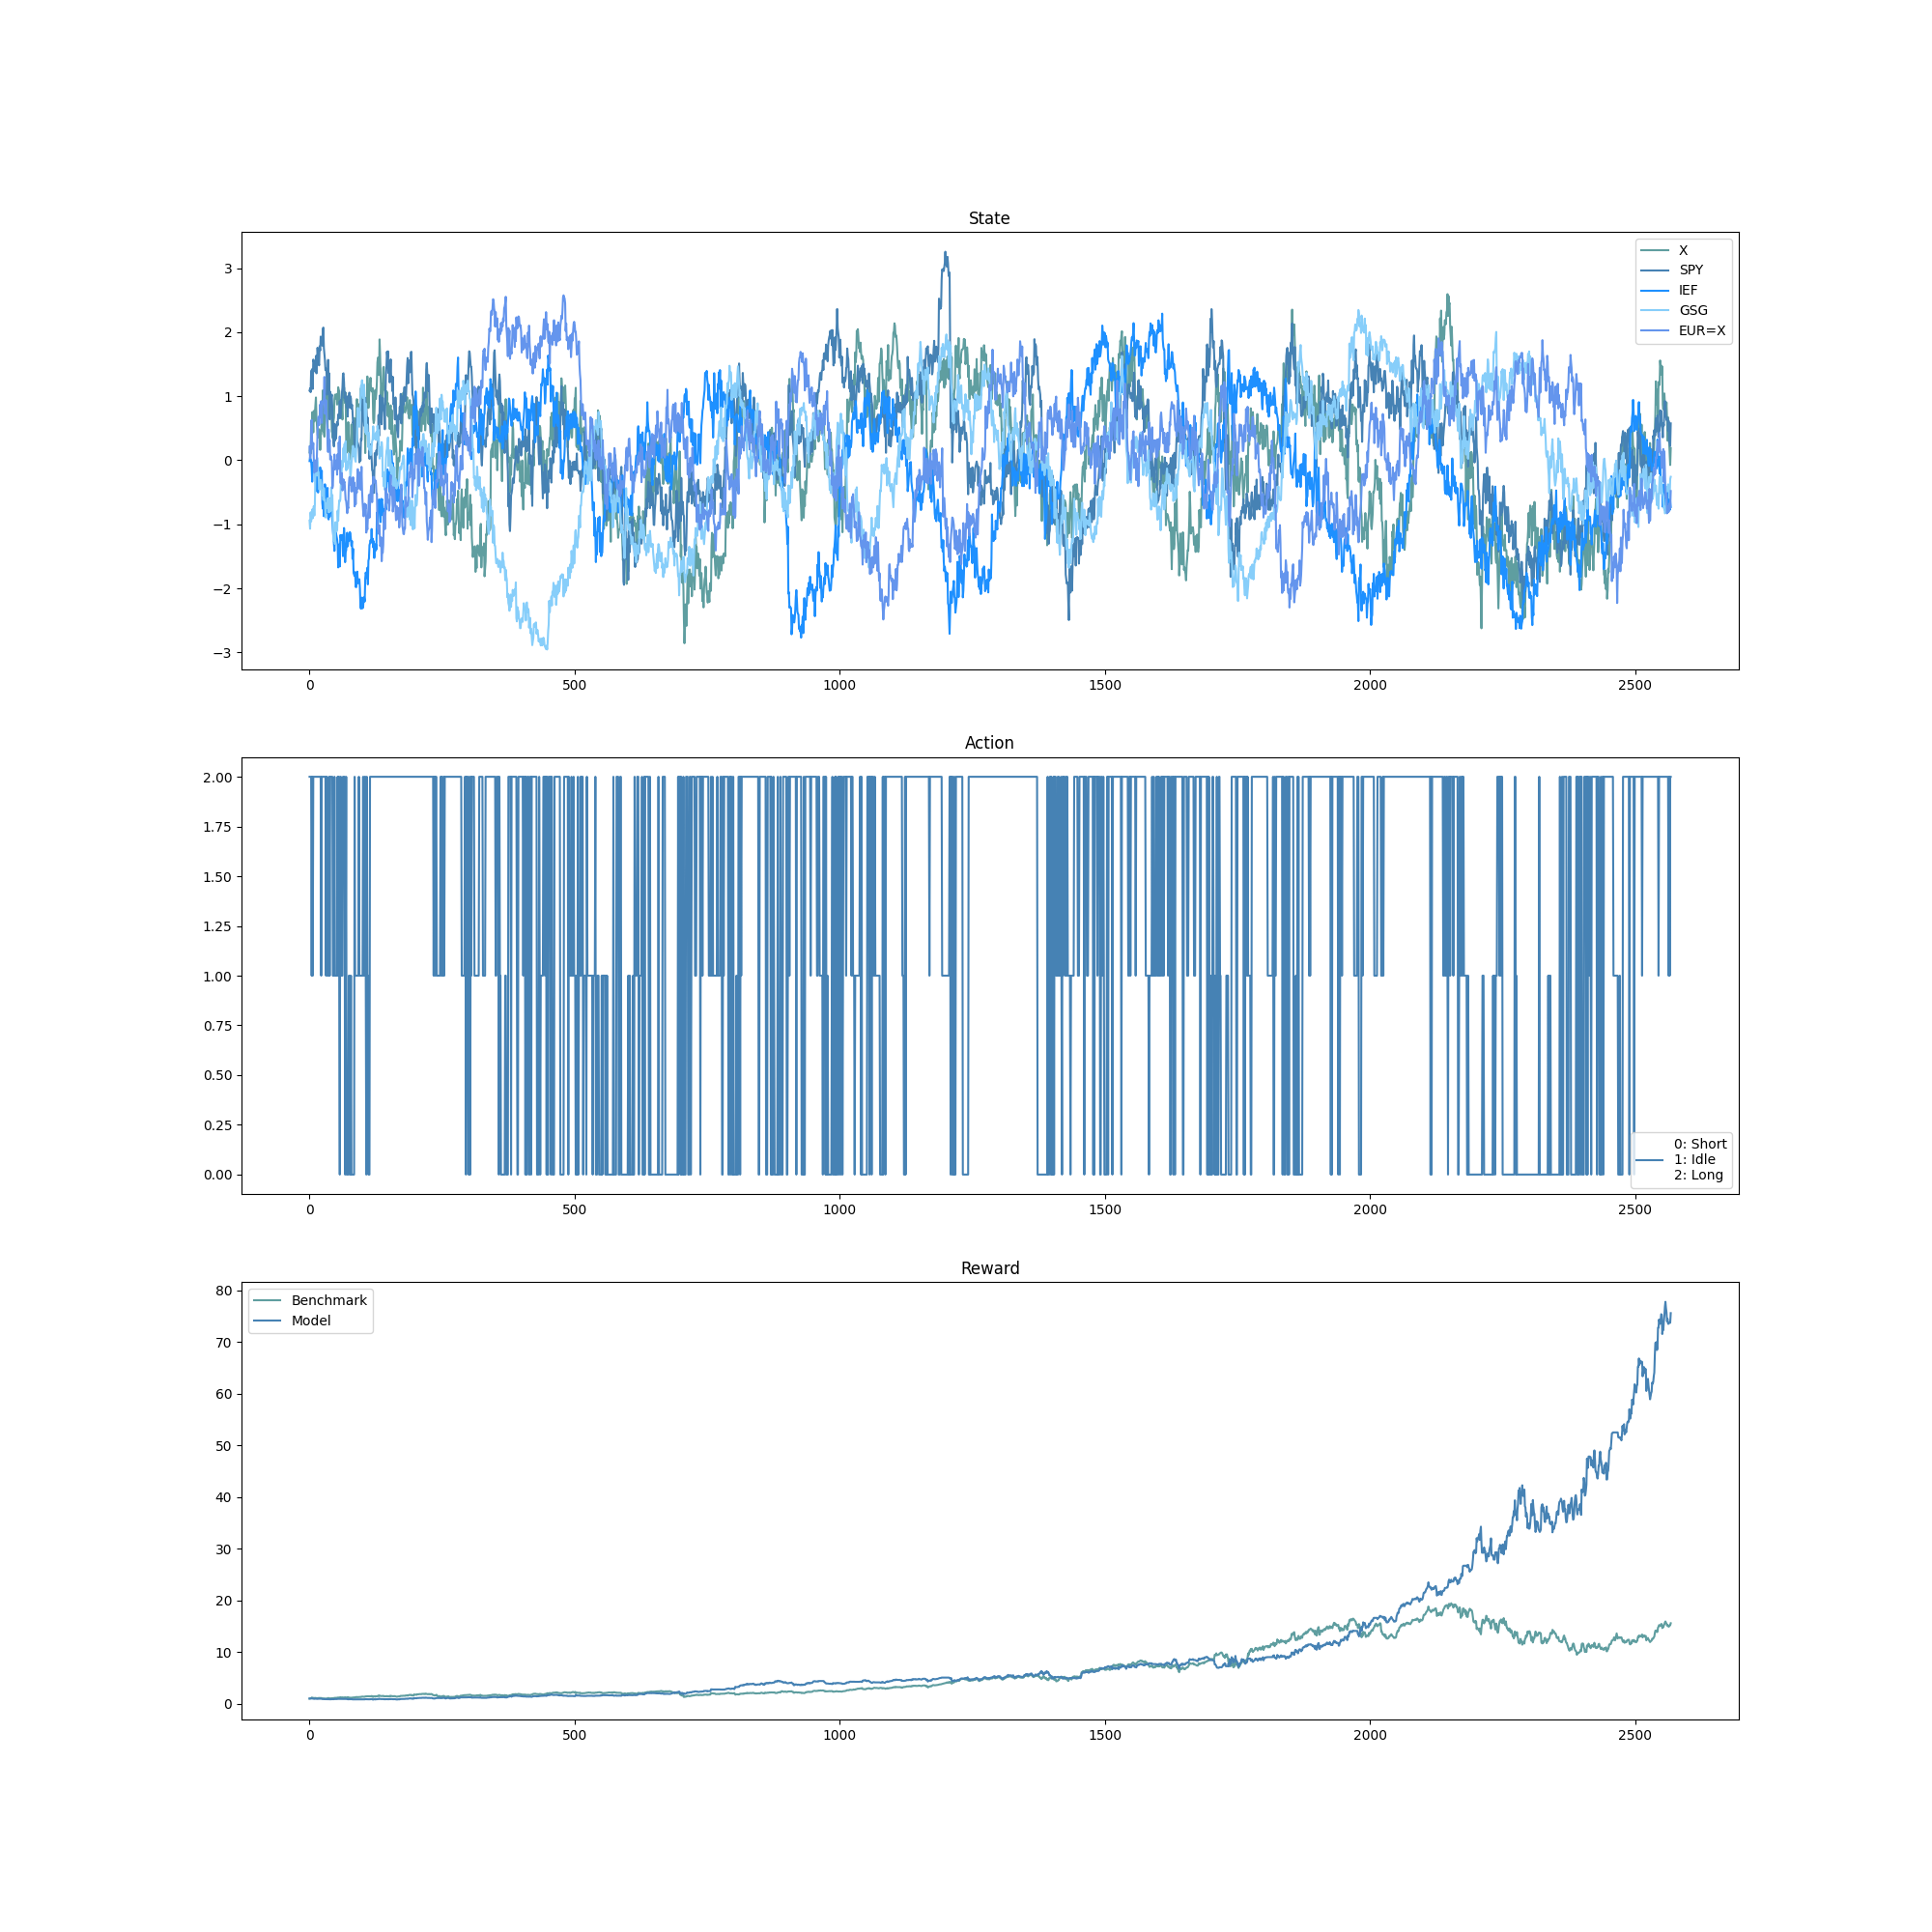 State
3
2
1
0
−1
−2
−3
X
SPY
IEF
GSG
EUR=X
0 500 1000 1500 2000 2500
Action
2.00
1.75
1.50
1.25
1.00
0.75
0.50
0.25
0.00
0: Short
1: Idle
2: Long
0 500 1000 1500 2000 2500
Reward
80
70
60
50
40
30
20
10
0
Benchmark
Model
0 500 1000 1500 2000 2500